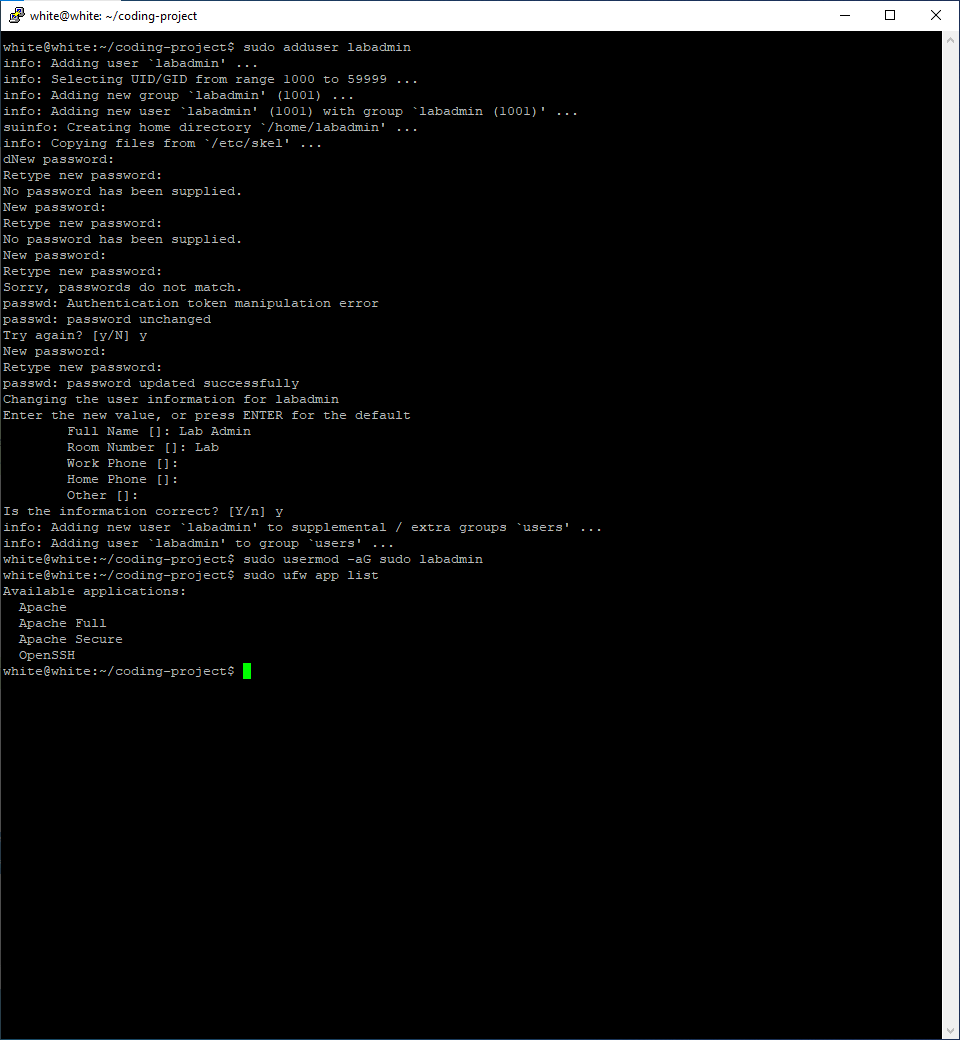 white@white: ~/coding-project
white@white:~/coding-project$ sudo adduser labadmin
info: Adding user `labadmin' ...
info: Selecting UID/GID from range 1000 to 59999 ...
info: Adding new group `labadmin' (1001) ...
info: Adding new user `labadmin' (1001) with group `labadmin (1001)' ...
suinfo: Creating home directory `/home/labadmin' ...
info: Copying files from `/etc/skel' ...
dNew password:
Retype new password:
No password has been supplied.
New password:
Retype new password:
No password has been supplied.
New password:
Retype new password:
Sorry, passwords do not match.
passwd: Authentication token manipulation error
passwd: password unchanged
Try again? [y/N] y
New password:
Retype new password:
passwd: password updated successfully
Changing the user information for labadmin
Enter the new value, or press ENTER for the default
        Full Name []: Lab Admin
        Room Number []: Lab
        Work Phone []:
        Home Phone []:
        Other []:
Is the information correct? [Y/n] y
info: Adding new user `labadmin' to supplemental / extra groups `users' ...
info: Adding user `labadmin' to group `users' ...
white@white:~/coding-project$ sudo usermod -aG sudo labadmin
white@white:~/coding-project$ sudo ufw app list
Available applications:
  Apache
  Apache Full
  Apache Secure
  OpenSSH
white@white:~/coding-project$